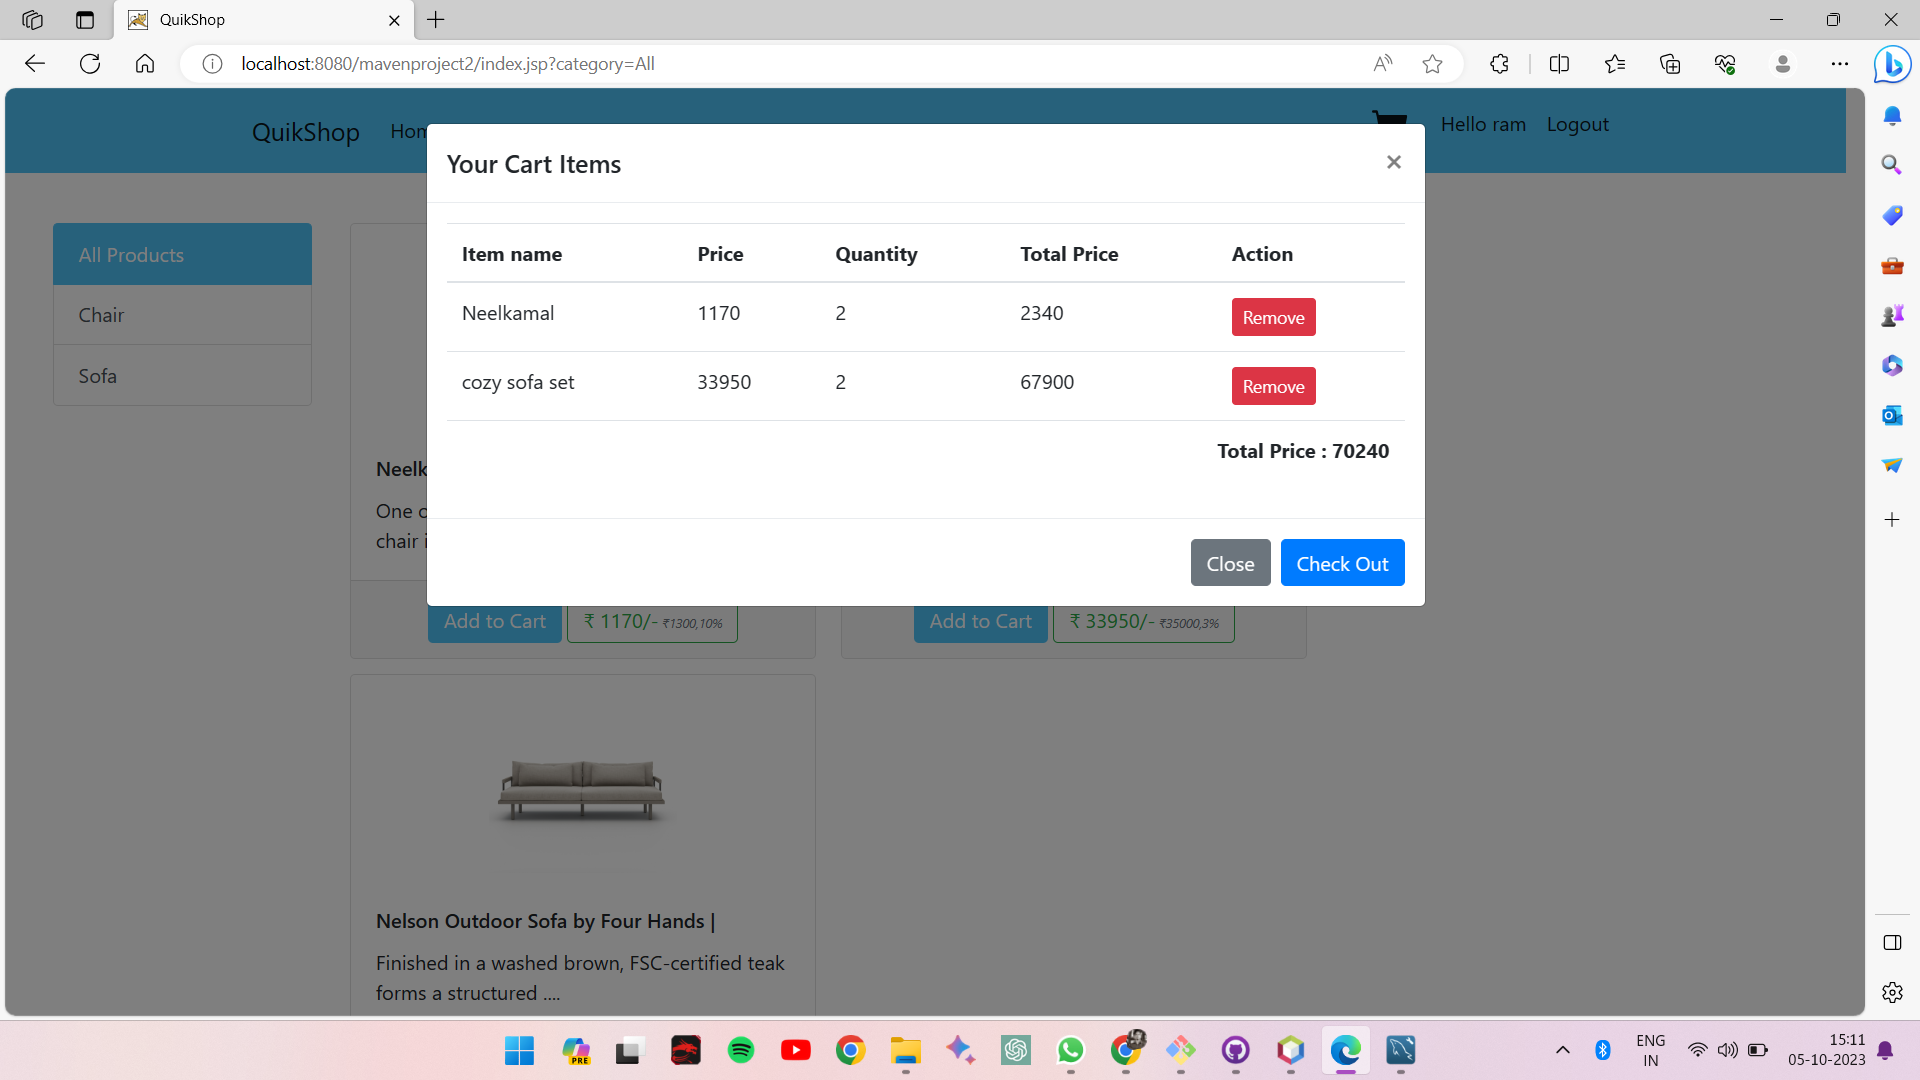 QuikShop
localhost:8080/mavenproject2/index.jsp?category=All
QuikShop Hom
Hello ram Logout
Your Cart Items ×
All Products
Chair
Sofa
Item name Price Quantity Total Price Action
Neelkamal 1170 2 2340 Remove
cozy sofa set 33950 2 67900 Remove
Total Price : 70240
Close Check Out
Neelk
One c
chair i
Add to Cart ₹ 1170/- ₹1300,10%
Add to Cart ₹ 33950/- ₹35000,3%
Nelson Outdoor Sofa by Four Hands |
Finished in a washed brown, FSC-certified teak
forms a structured ....
PRE
ENG
IN
15:11
05-10-2023